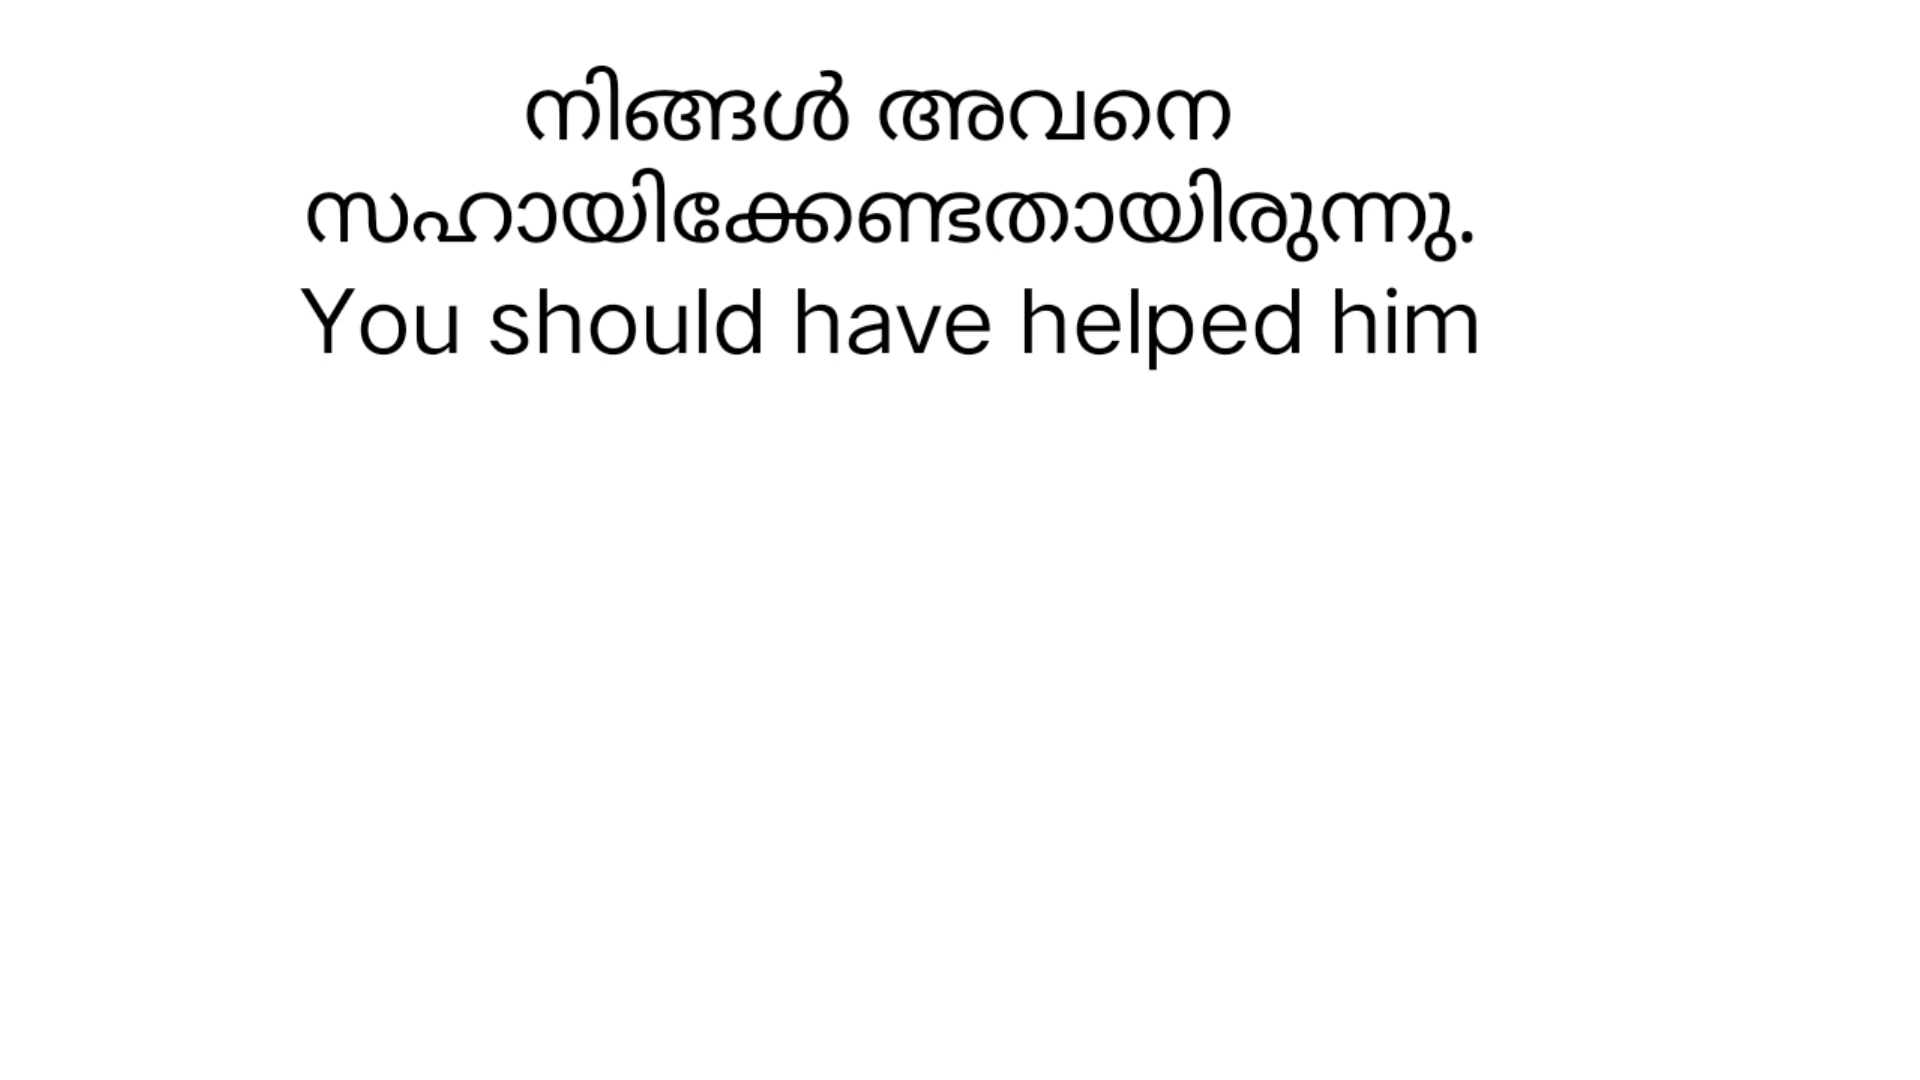 നിങ്ങൾ അവനെ
സഹായിക്കേണ്ടതായിരുന്നു.
You should have helped him